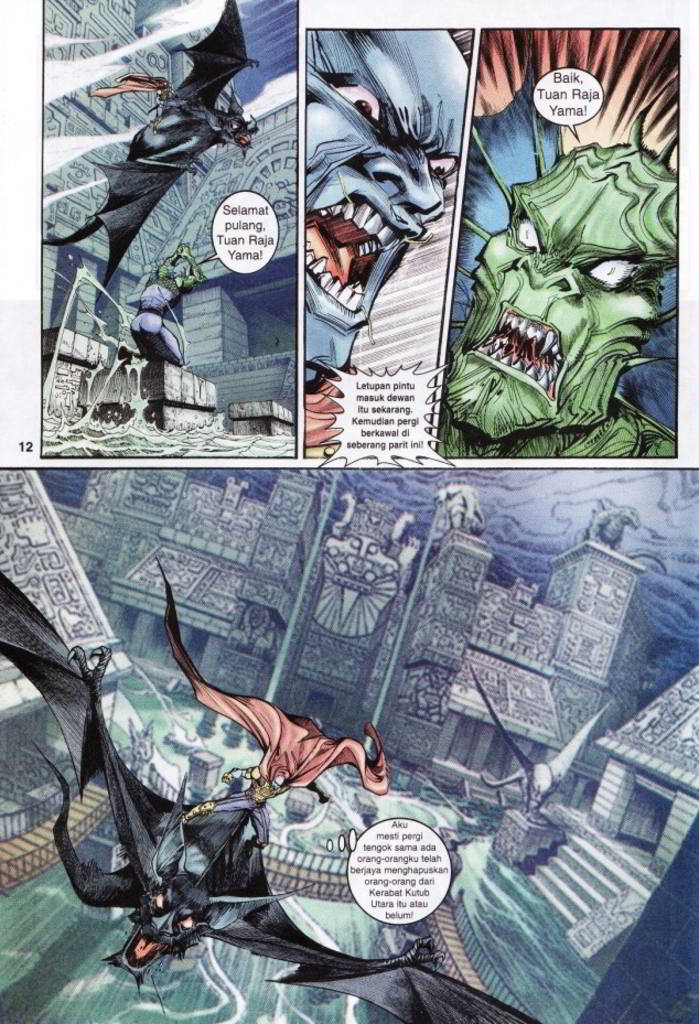 Selamat
pulang,
Tuan Raja
Yama!
Letupan pintu
masuk dewan
itu sekarang.
Kemudian pergi
berkawal di
seberang parit ini!
Baik,
Tuan Raja
Yama!
12
Aku
mesti pergi
tengok sama ada
orang-orangku telah
berjaya menghapuskan
orang-orang dari
Kerabat Kutub
Utara itu atau
belum!